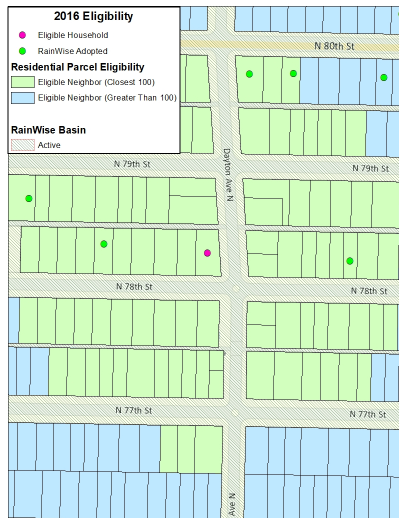 2016 Eligibility
Eligible Household
RainWise Adopted
Residential Parcel Eligibility
Eligible Neighbor (Closest 100)
Eligible Neighbor (Greater Than 100)
RainWise Basin
Active
N 80th St
N 79th St
N 79th St
Dayton Ave N
N 78th St
N 78th St
N 77th St
N 77th St
Ave N